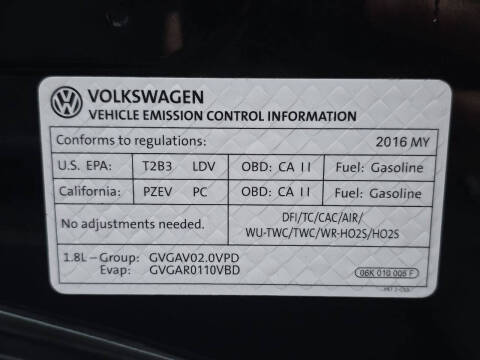 VOLKSWAGEN
VEHICLE EMISSION CONTROL INFORMATION
Conforms to regulations: 2016 MY
U.S. EPA: T2B3 LDV OBD: CA II Fuel: Gasoline
California: PZEV PC OBD: CA II Fuel: Gasoline
No adjustments needed. DFI/TC/CAC/AIR/
WU-TWC/TWC/WR-HO2S/HO2S
1.8L – Group: GVGAV02.0VPD
Evap: GVGAR0110VBD
06K 010 006 F